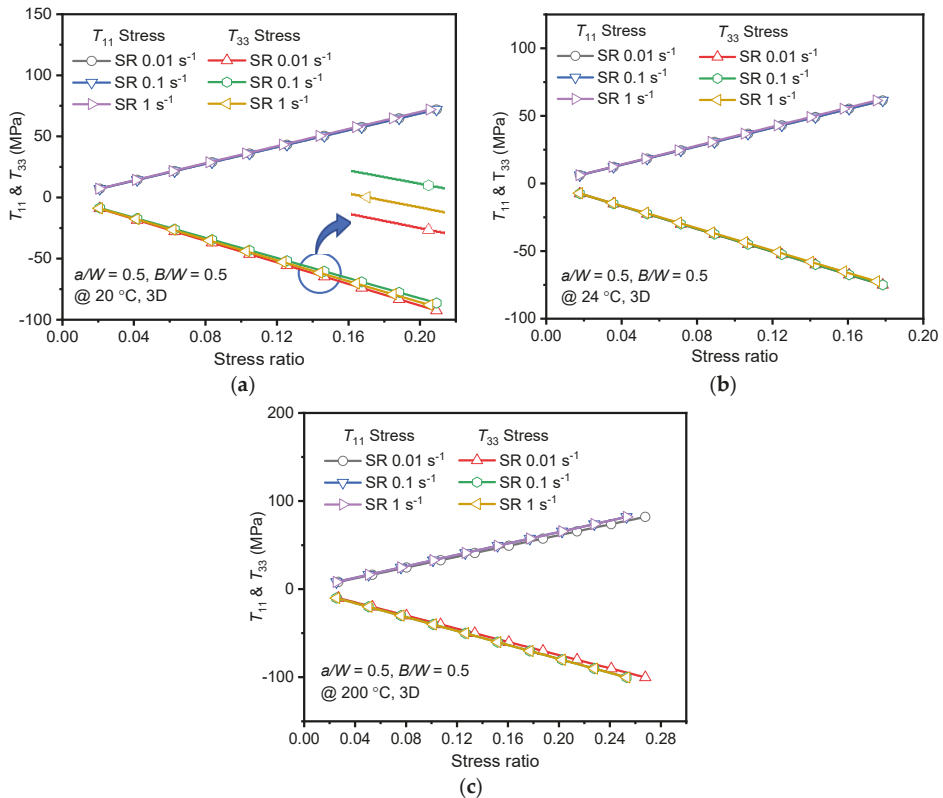 T₁₁ Stress T₃₃ Stress
SR 0.01 s⁻¹ SR 0.01 s⁻¹
SR 0.1 s⁻¹ SR 0.1 s⁻¹
SR 1 s⁻¹ SR 1 s⁻¹
150
100
50
0
-50
-100
T₁₁ & T₃₃ (MPa)
a/W = 0.5, B/W = 0.5
@ 20 °C, 3D
0.00 0.04 0.08 0.12 0.16 0.20
Stress ratio
(a)
T₁₁ Stress T₃₃ Stress
SR 0.01 s⁻¹ SR 0.01 s⁻¹
SR 0.1 s⁻¹ SR 0.1 s⁻¹
SR 1 s⁻¹ SR 1 s⁻¹
100
50
0
-50
-100
T₁₁ & T₃₃ (MPa)
a/W = 0.5, B/W = 0.5
@ 24 °C, 3D
0.00 0.04 0.08 0.12 0.16 0.20
Stress ratio
(b)
T₁₁ Stress T₃₃ Stress
SR 0.01 s⁻¹ SR 0.01 s⁻¹
SR 0.1 s⁻¹ SR 0.1 s⁻¹
SR 1 s⁻¹ SR 1 s⁻¹
200
100
0
-100
T₁₁ & T₃₃ (MPa)
a/W = 0.5, B/W = 0.5
@ 200 °C, 3D
0.00 0.04 0.08 0.12 0.16 0.20 0.24 0.28
Stress ratio
(c)